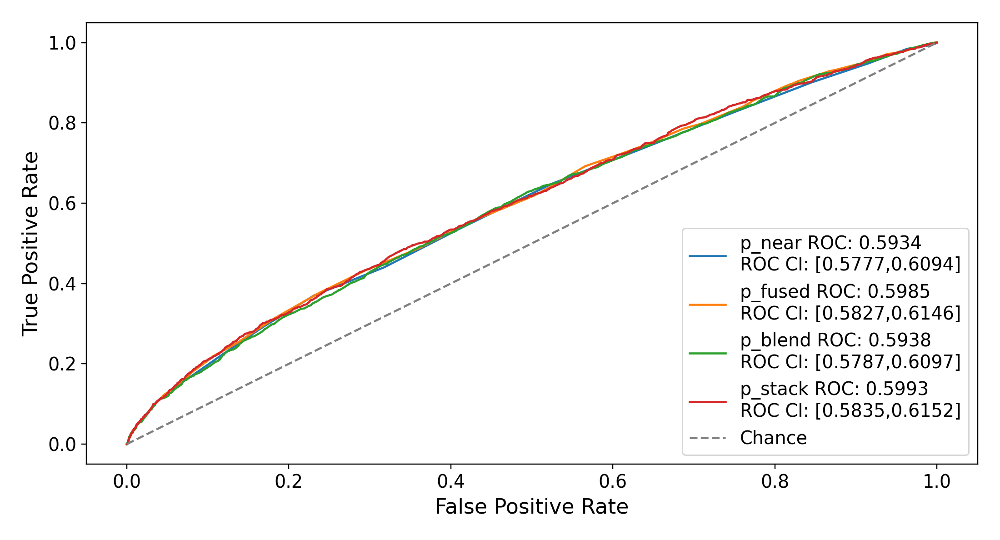 1.0
0.8
0.6
0.4
0.2
0.0
True Positive Rate
0.0 0.2 0.4 0.6 0.8 1.0
False Positive Rate
p_near ROC: 0.5934
ROC CI: [0.5777,0.6094]
p_fused ROC: 0.5985
ROC CI: [0.5827,0.6146]
p_blend ROC: 0.5938
ROC CI: [0.5787,0.6097]
p_stack ROC: 0.5993
ROC CI: [0.5835,0.6152]
Chance